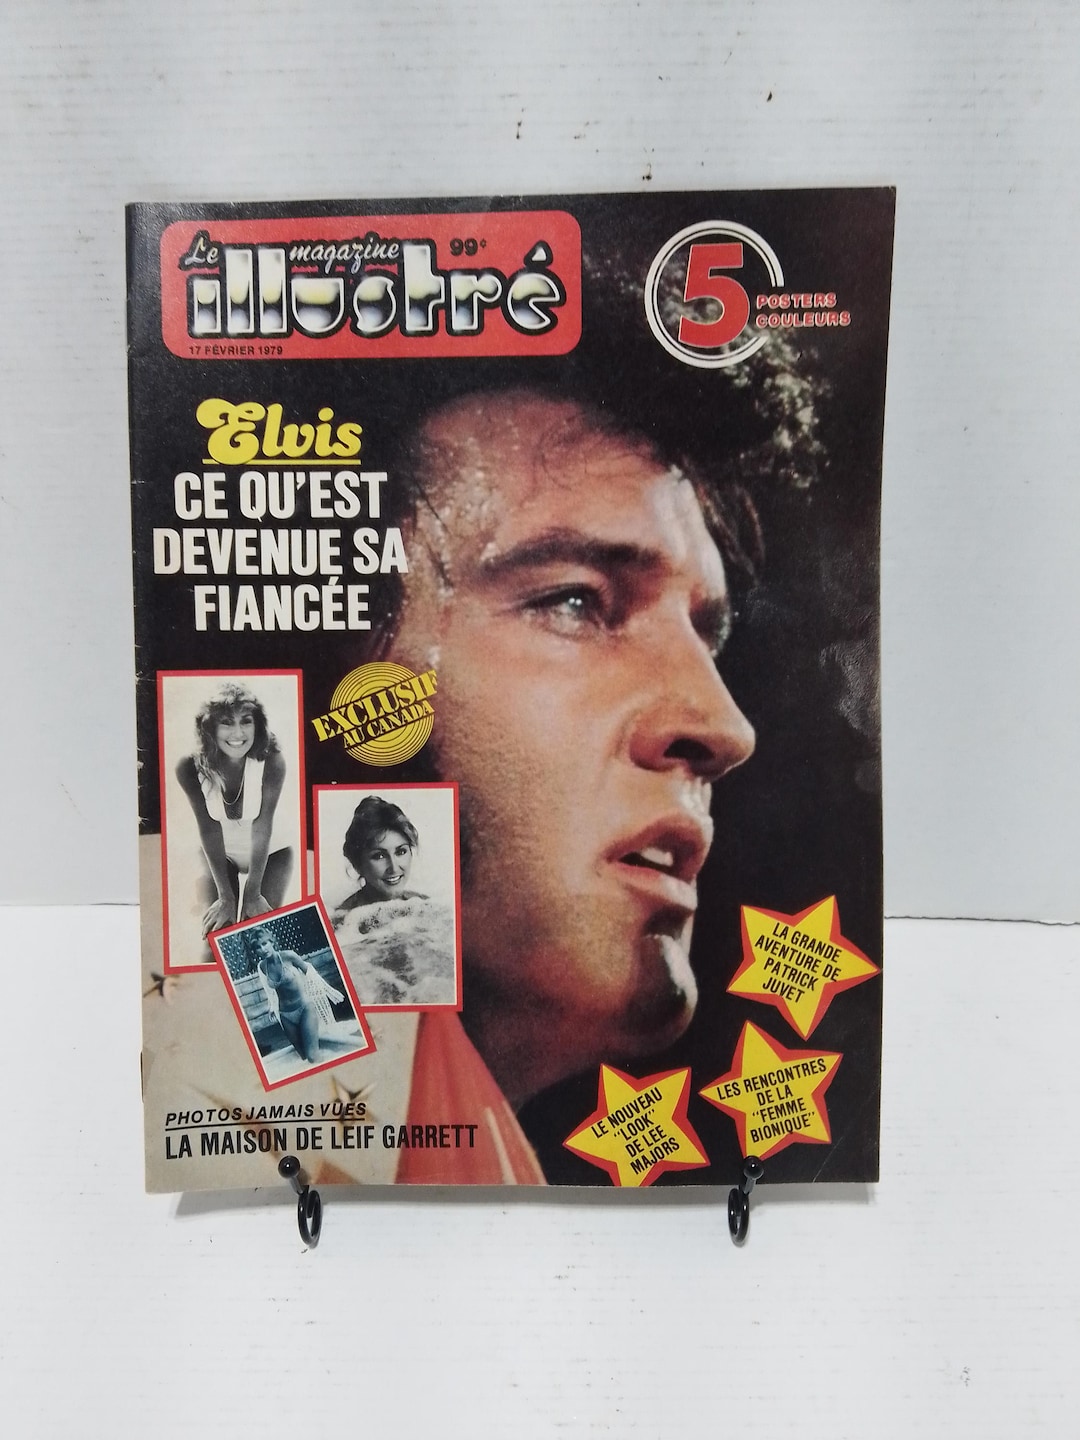 Le magazine 99¢
illustré
17 FÉVRIER 1979
5
POSTERS
COULEURS
Elvis
CE QU'EST
DEVENUE SA
FIANCÉE
EXCLUSIF
AU CANADA
LA GRANDE
AVENTURE DE
PATRICK
JUVET
LES RENCONTRES
DE LA
"FEMME
BIONIQUE"
LE NOUVEAU
"LOOK"
DE LEE
MAJORS
PHOTOS JAMAIS VUES
LA MAISON DE LEIF GARRETT